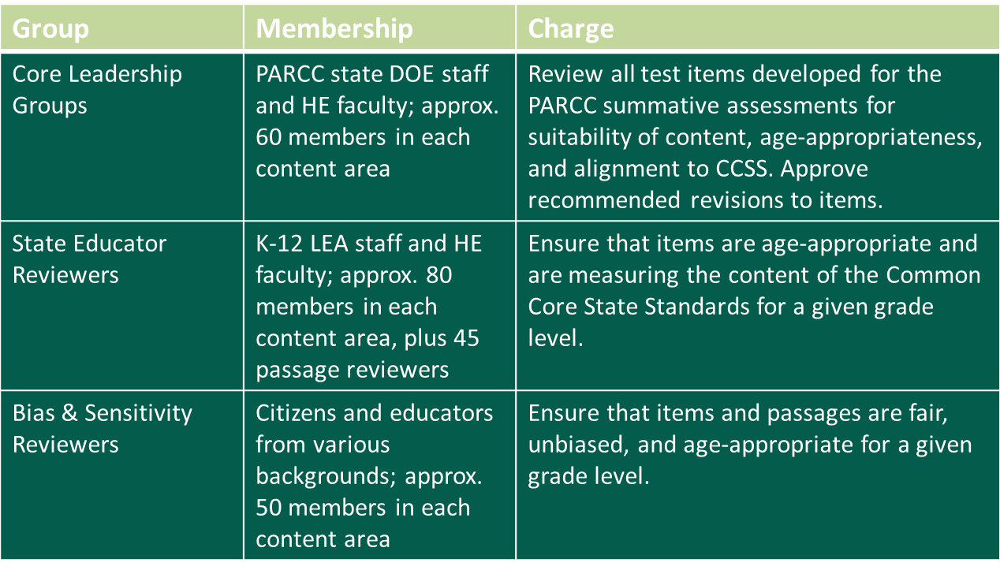 Group
Membership
Charge
Core Leadership
Groups
PARCC state DOE staff
and HE faculty; approx.
60 members in each
content area
Review all test items developed for the
PARCC summative assessments for
suitability of content, age-appropriateness,
and alignment to CCSS. Approve
recommended revisions to items.
State Educator
Reviewers
K-12 LEA staff and HE
faculty; approx. 80
members in each
content area, plus 45
passage reviewers
Ensure that items are age-appropriate and
are measuring the content of the Common
Core State Standards for a given grade
level.
Bias & Sensitivity
Reviewers
Citizens and educators
from various
backgrounds; approx.
50 members in each
content area
Ensure that items and passages are fair,
unbiased, and age-appropriate for a given
grade level.